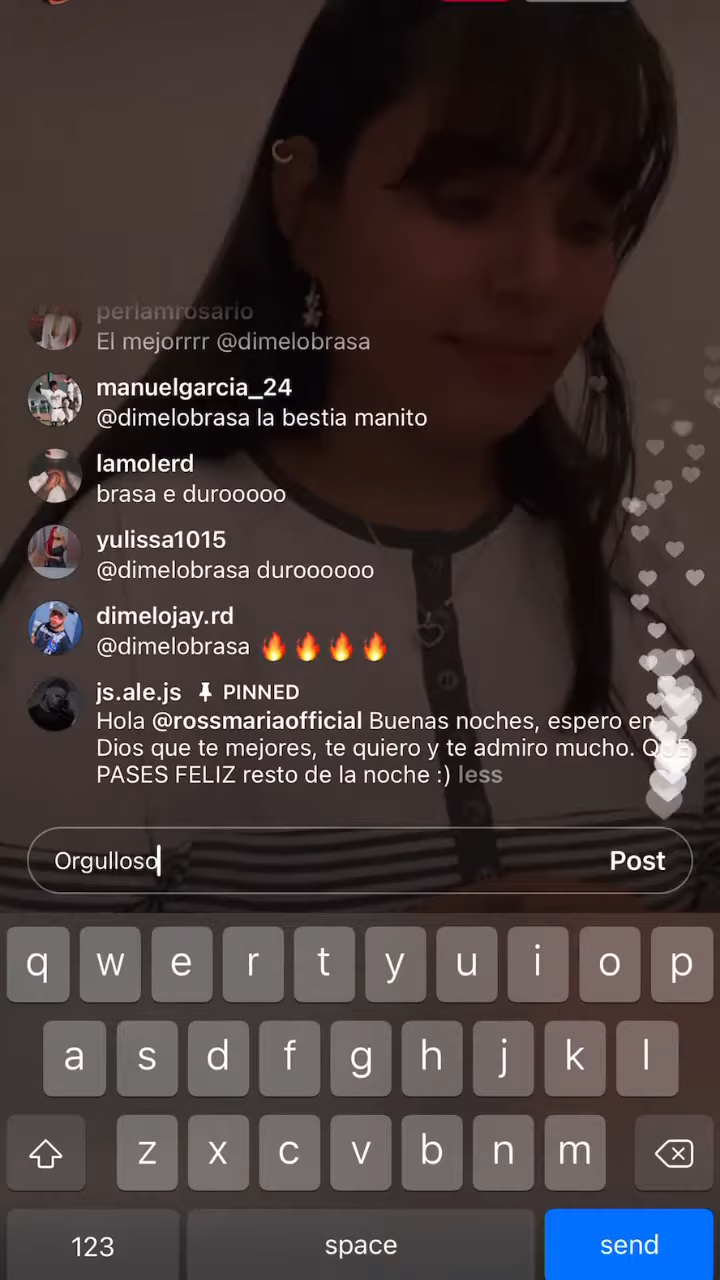 perlamrosario
El mejorrrr @dimelobrasa
manuelgarcia_24
@dimelobrasa la bestia manito
lamolerd
brasa e durooooo
yulissa1015
@dimelobrasa duroooooo
dimelojay.rd
@dimelobrasa 🔥🔥🔥🔥
js.ale.js PINNED
Hola @rossmariaofficial Buenas noches, espero en
Dios que te mejores, te quiero y te admiro mucho. QUE
PASES FELIZ resto de la noche :) less
Orgulloso Post
q w e r t y u i o p
a s d f g h j k l
z x c v b n m
123 space send